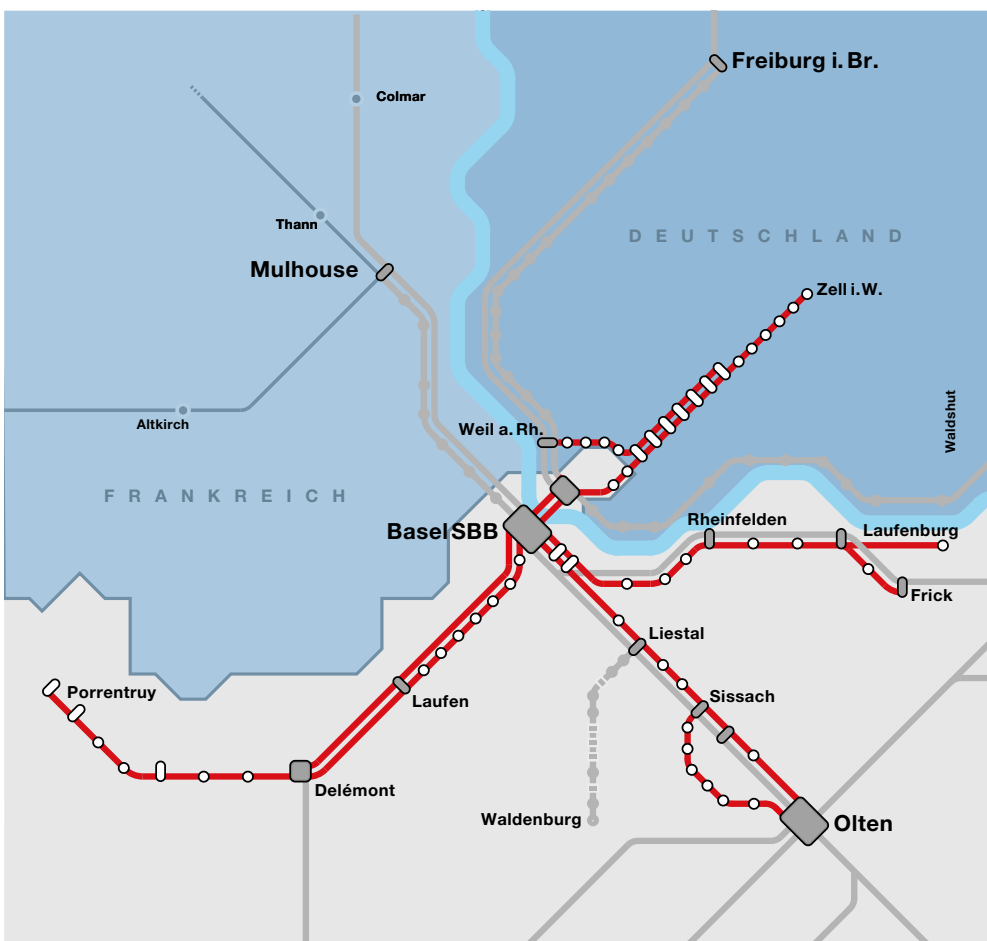 Freiburg i. Br.
Colmar
Thann
DEUTSCHLAND
Mulhouse
Zell i. W.
Altkirch
Weil a. Rh.
Waldshut
FRANKREICH
Basel SBB
Rheinfelden
Laufenburg
Frick
Liestal
Porrentruy
Laufen
Sissach
Delémont
Waldenburg
Olten